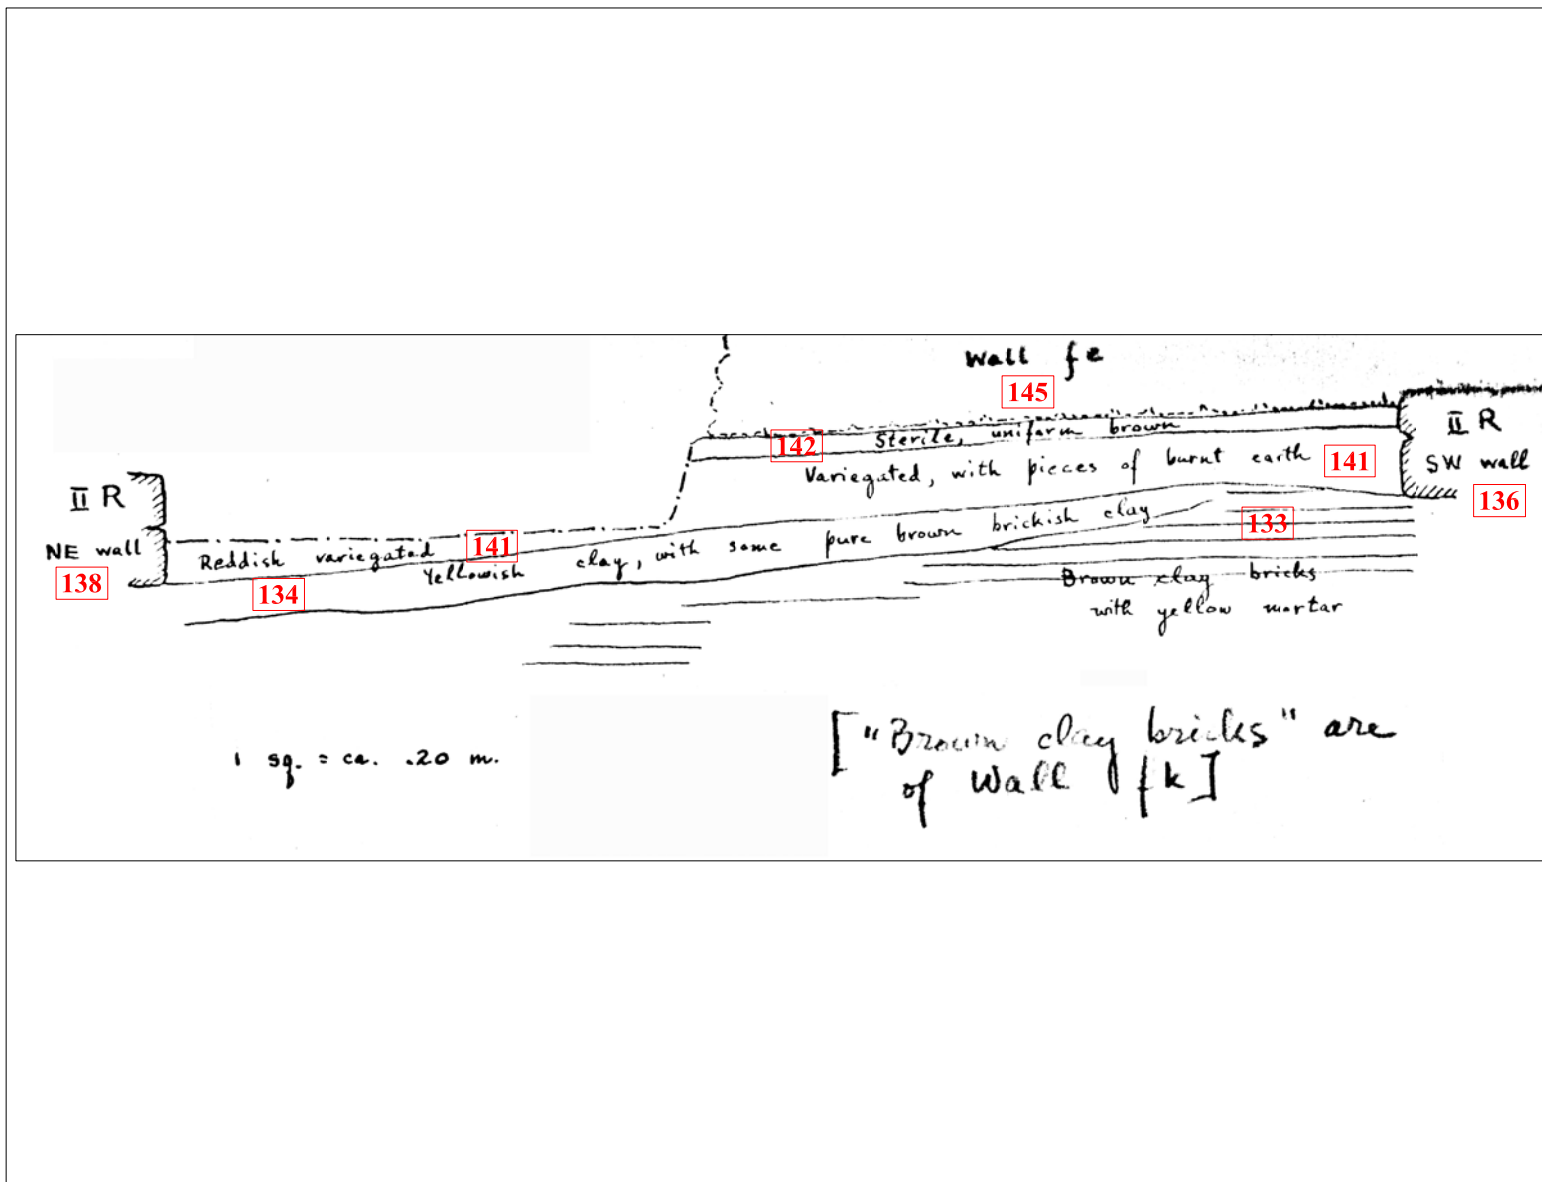 Wall fe
145
142 Sterile, uniform brown
Variegated, with pieces of burnt earth 141
II R
SW wall
136
II R
NE wall
138
Reddish variegated 141
134
Yellowish clay, with some pure brown brickish clay
133
Brown clay bricks
with yellow mortar
1 sq. = ca. .20 m.
["Brown clay bricks" are
of Wall fk]